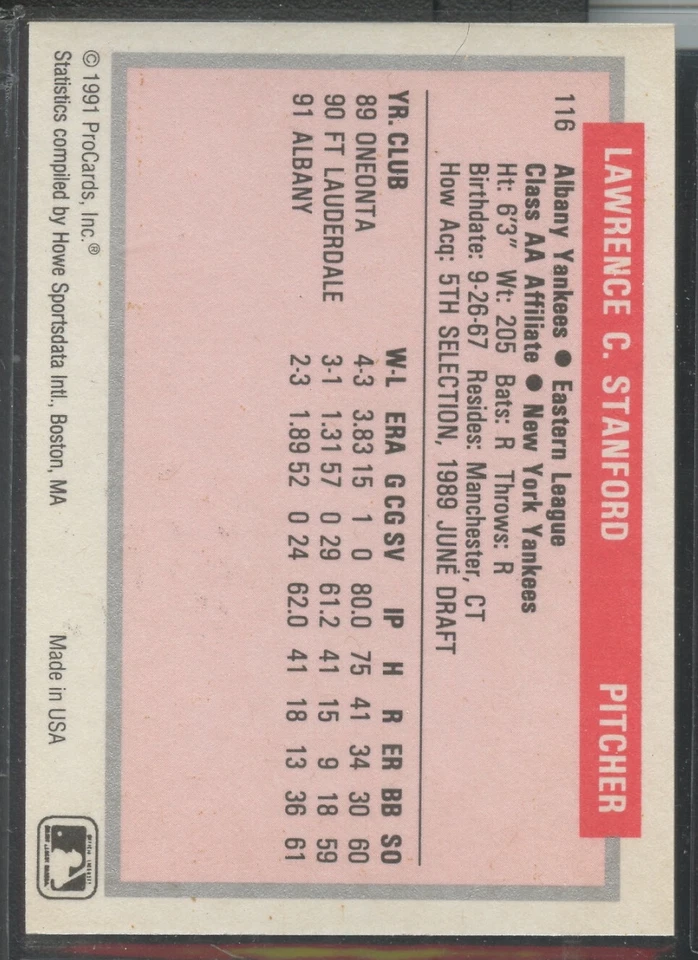 LAWRENCE C. STANFORD PITCHER
116 Albany Yankees ● Eastern League
Class AA Affiliate ● New York Yankees
Ht: 6'3" Wt: 205 Bats: R Throws: R
Birthdate: 9-26-67 Resides: Manchester, CT
How Acq: 5TH SELECTION, 1989 JUNE DRAFT
YR. CLUB W-L ERA G CG SV IP H R ER BB SO
89 ONEONTA 4-3 3.83 15 1 0 80.0 75 41 34 30 60
90 FT LAUDERDALE 3-1 1.31 57 0 29 61.2 41 15 9 18 59
91 ALBANY 2-3 1.89 52 0 24 62.0 41 18 13 36 61
© 1991 ProCards, Inc.®
Statistics compiled by Howe Sportsdata Intl., Boston, MA Made in USA